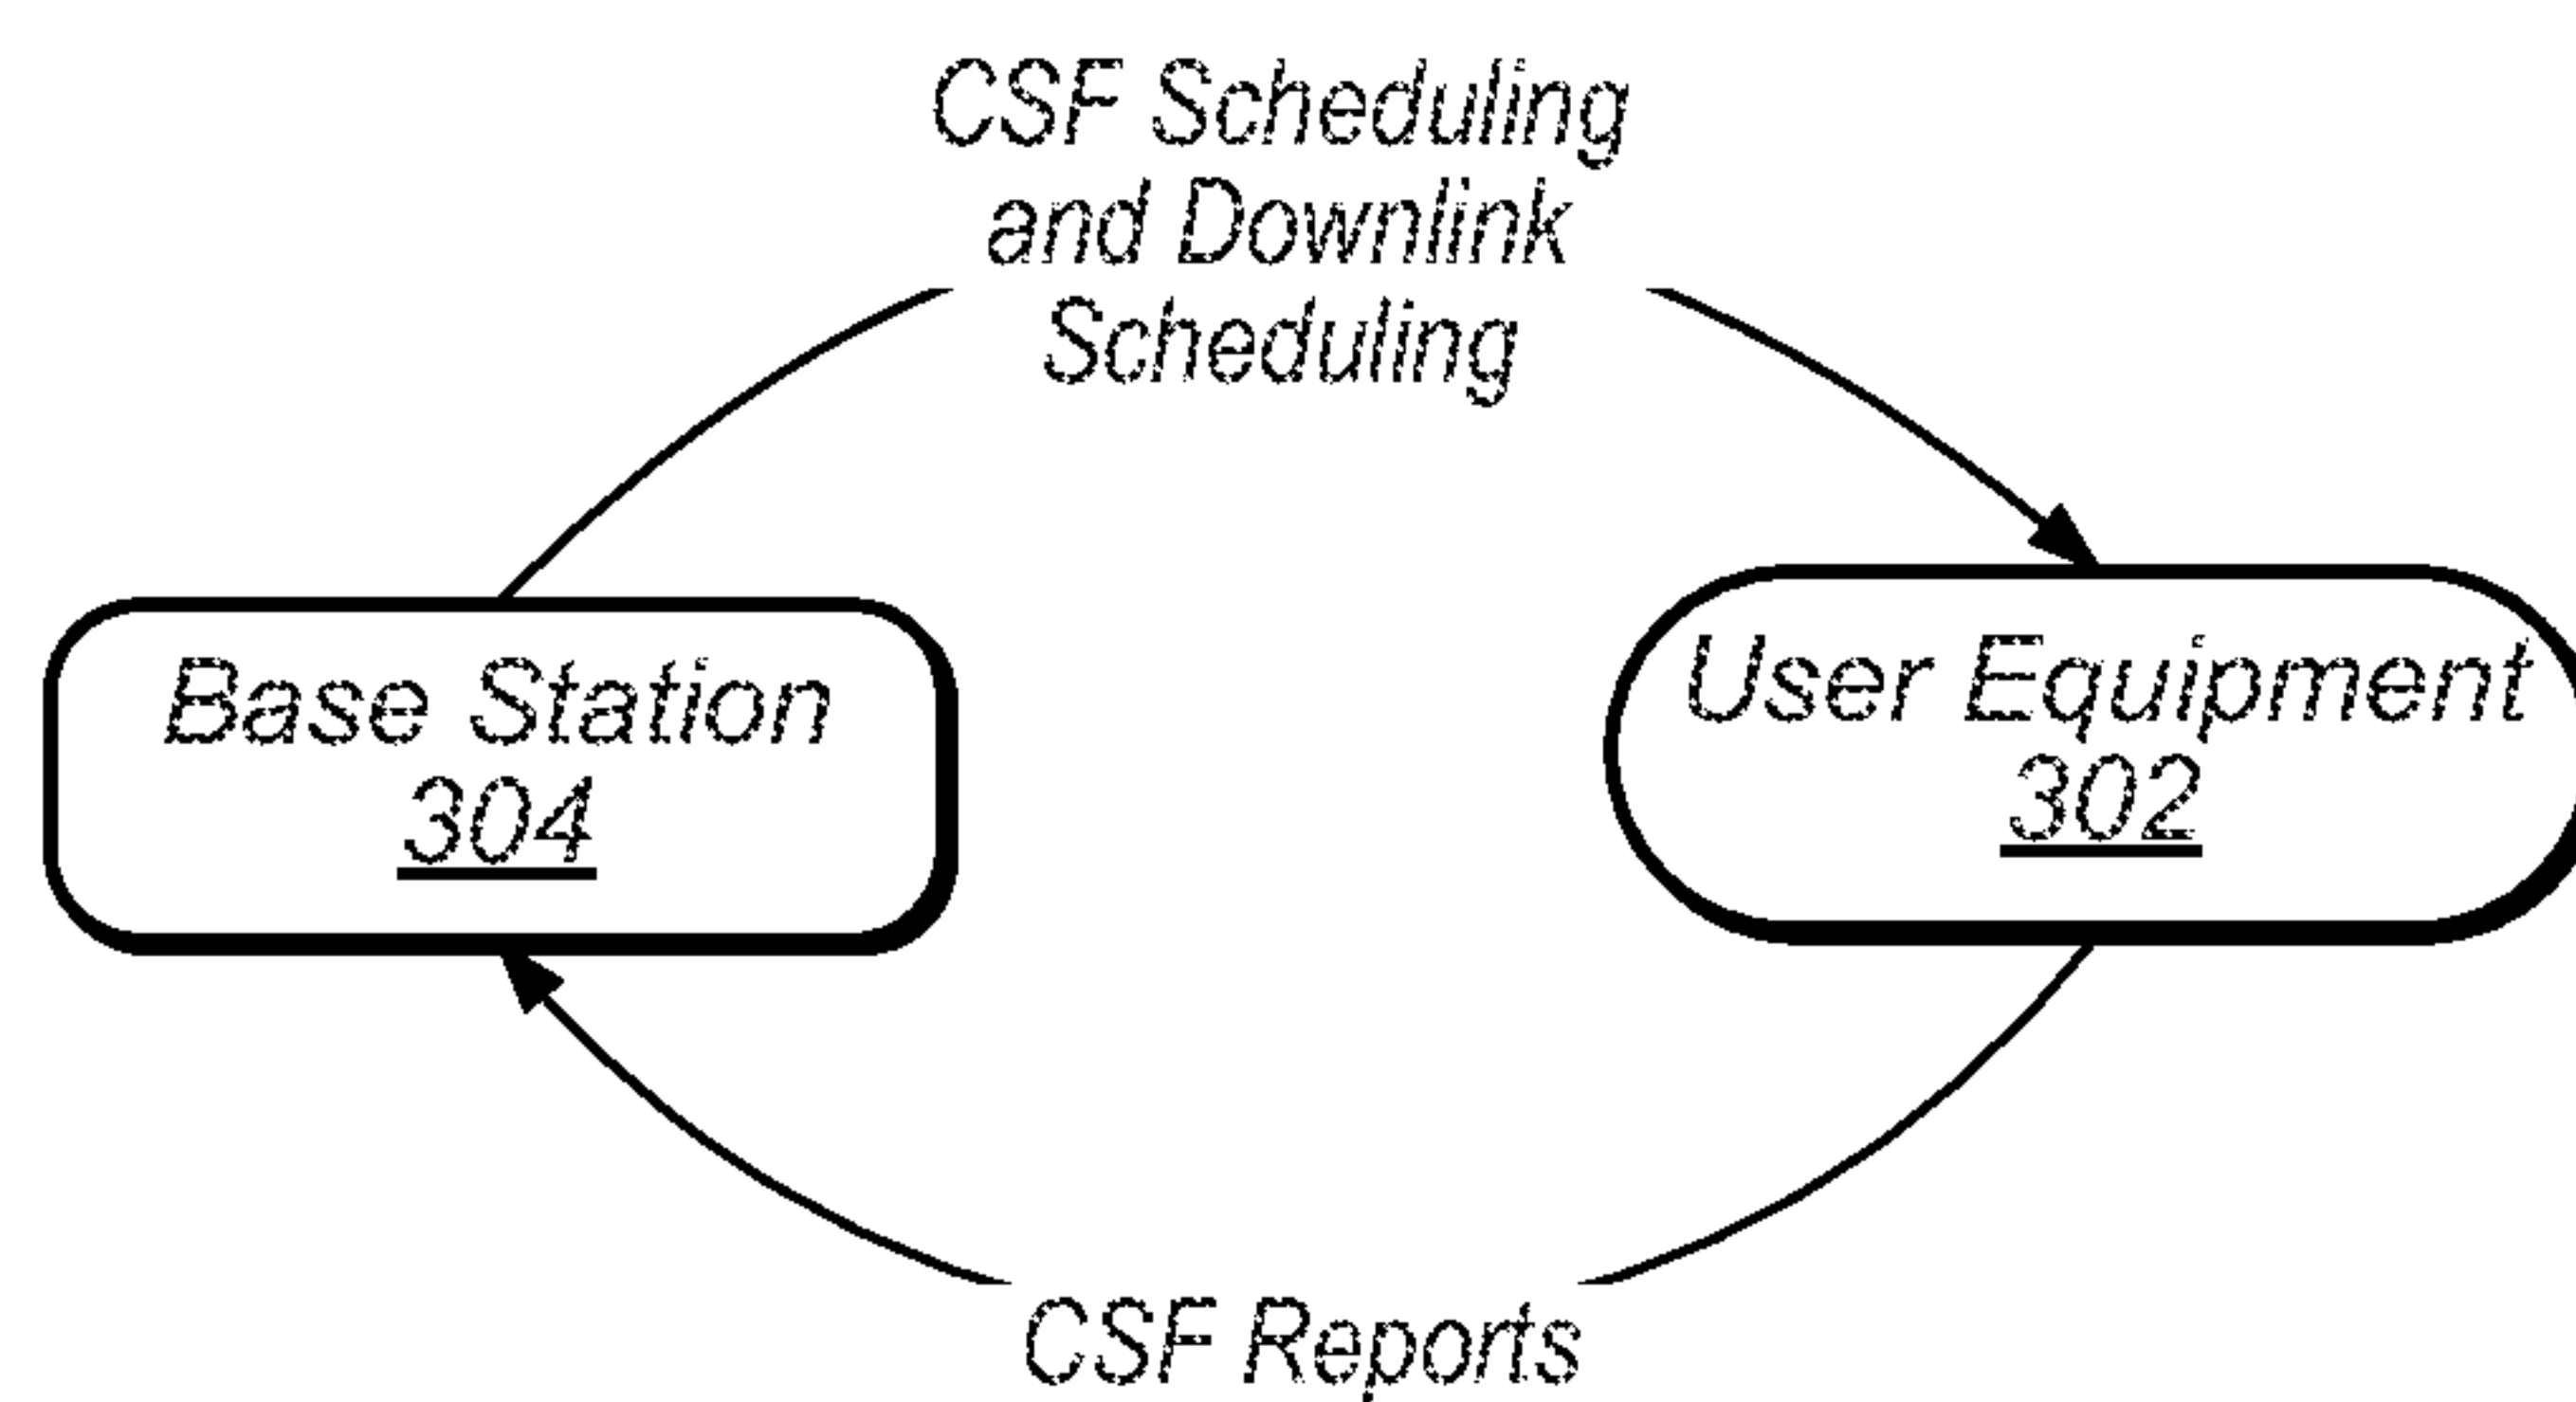 CSF Scheduling
and Downlink
Scheduling
Base Station
304
User Equipment
302
CSF Reports